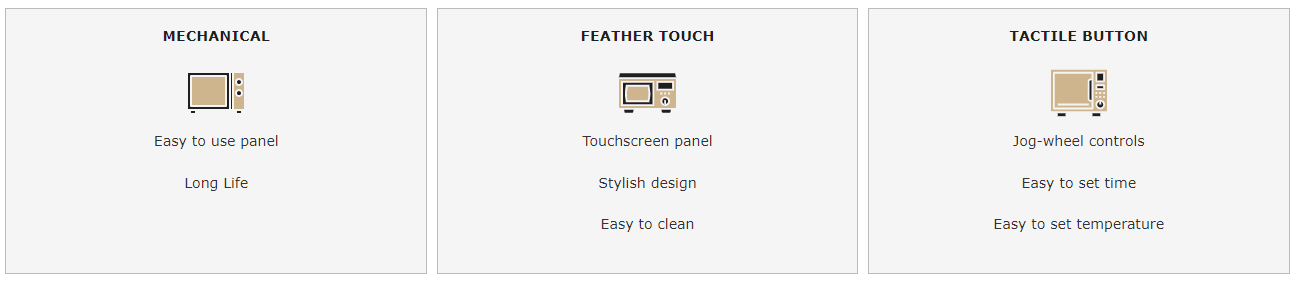 MECHANICAL
Easy to use panel
Long Life
FEATHER TOUCH
Touchscreen panel
Stylish design
Easy to clean
TACTILE BUTTON
Jog-wheel controls
Easy to set time
Easy to set temperature